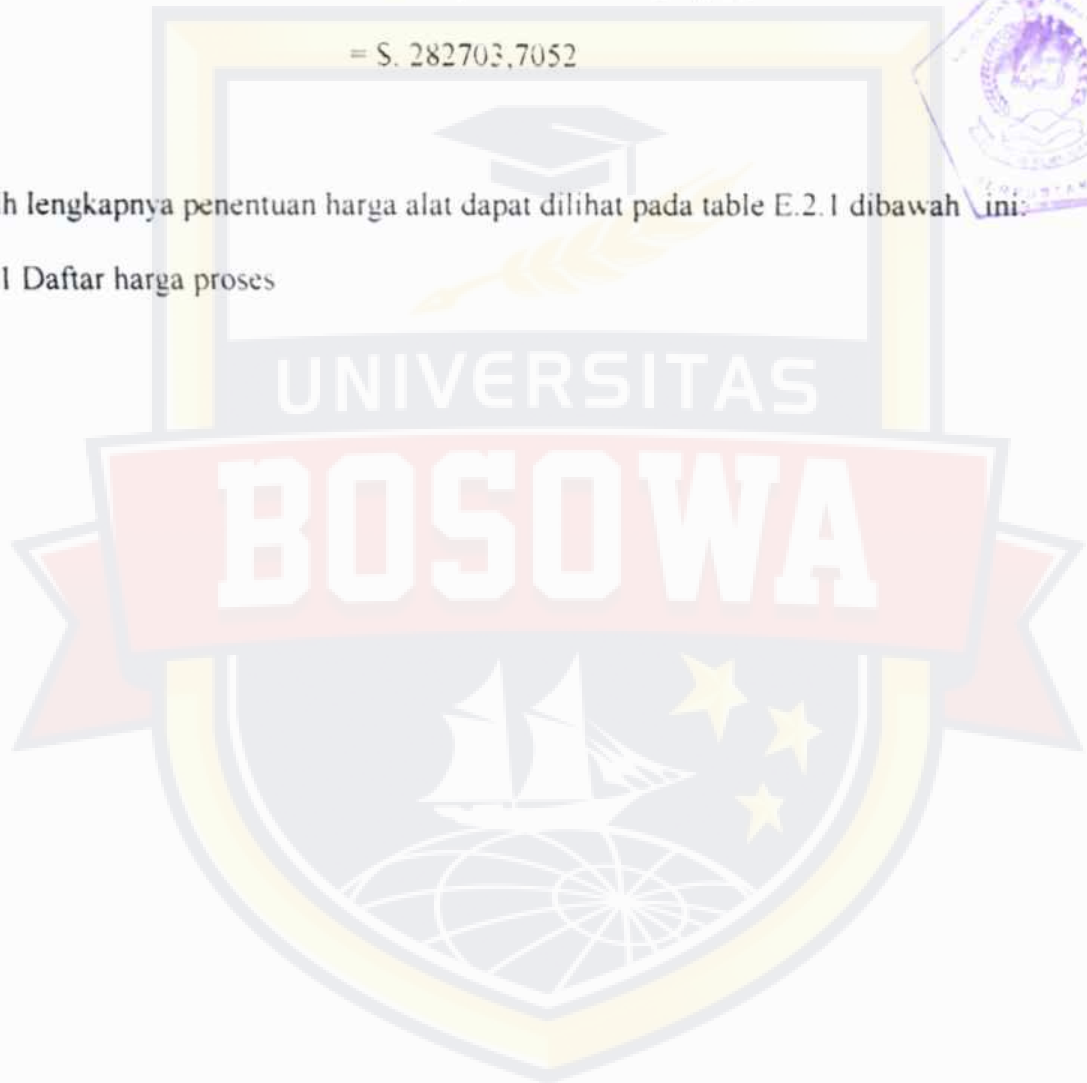 = S. 282703,7052
h lengkapnya penentuan harga alat dapat dilihat pada table E.2.1 dibawah ini:
1 Daftar harga proses
UNIVERSITAS
BOSOWA